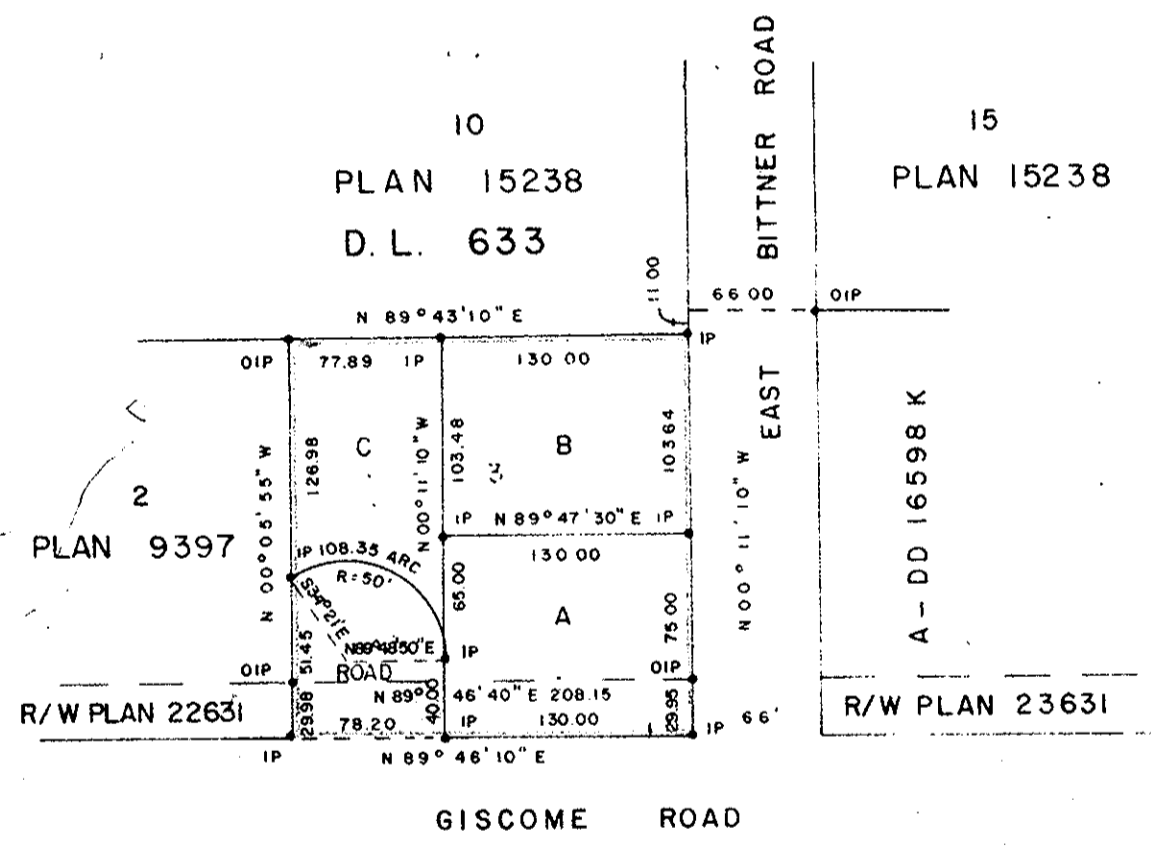 10
PLAN 15238
D. L. 633
15
PLAN 15238
EAST BITTNER ROAD
11 00
66 00
OIP
N 89° 43' 10" E
IP
OIP
77.89
IP
130 00
N 00° 05' 55" W
126.98
C
N 00° 11' 10" W
103.48
B
103 64
N 00° 11' 10" W
A - DD 16598 K
2
PLAN 9397
IP
N 89° 47' 30" E
IP
130 00
IP
108.35 ARC
R = 50'
S34° 21' E
65.00
A
75 00
N89° 48' 50" E
IP
51.45
OIP
ROAD
OIP
N 89° 46' 40" E 208.15
R/W PLAN 22631
29.98
78.20
40.00
IP
130.00
29.95
IP
66'
R/W PLAN 23631
IP
N 89° 46' 10" E
GISCOME ROAD